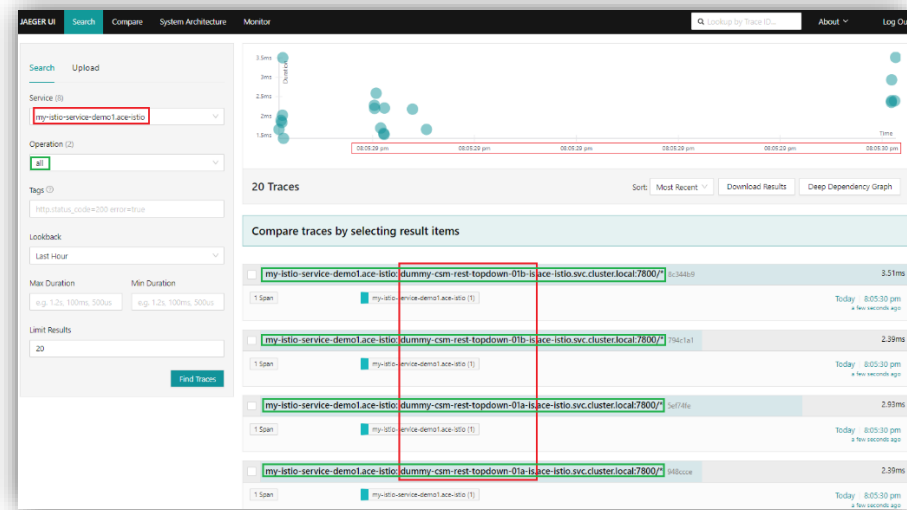 JAEGER UI Search Compare System Architecture Monitor Lookup by Trace ID... About Log Ou
Search Upload
Service (8)
my-istio-service-demo1.ace-istio
Operation (2)
all
Tags
http.status_code=200 error=true
Lookback
Last Hour
Max Duration Min Duration
e.g. 1.2s, 100ms, 500us e.g. 1.2s, 100ms, 500us
Limit Results
20
Find Traces
Duration
3.5ms
3ms
2.5ms
2ms
1.5ms
Time
08:05:29 pm 08:05:29 pm 08:05:29 pm 08:05:29 pm 08:05:29 pm 08:05:30 pm
20 Traces Sort: Most Recent Download Results Deep Dependency Graph
Compare traces by selecting result items
my-istio-service-demo1.ace-istio: dummy-csm-rest-topdown-01b-is.ace-istio.svc.cluster.local:7800/* 8c344b9 3.51ms
1 Span my-istio-service-demo1.ace-istio (1) Today 8:05:30 pm
a few seconds ago
my-istio-service-demo1.ace-istio: dummy-csm-rest-topdown-01b-is.ace-istio.svc.cluster.local:7800/* 794c1a1 2.39ms
1 Span my-istio-service-demo1.ace-istio (1) Today 8:05:30 pm
a few seconds ago
my-istio-service-demo1.ace-istio: dummy-csm-rest-topdown-01a-is.ace-istio.svc.cluster.local:7800/* 5ef74fe 2.93ms
1 Span my-istio-service-demo1.ace-istio (1) Today 8:05:30 pm
a few seconds ago
my-istio-service-demo1.ace-istio: dummy-csm-rest-topdown-01a-is.ace-istio.svc.cluster.local:7800/* 948ccce 2.39ms
1 Span my-istio-service-demo1.ace-istio (1) Today 8:05:30 pm
a few seconds ago